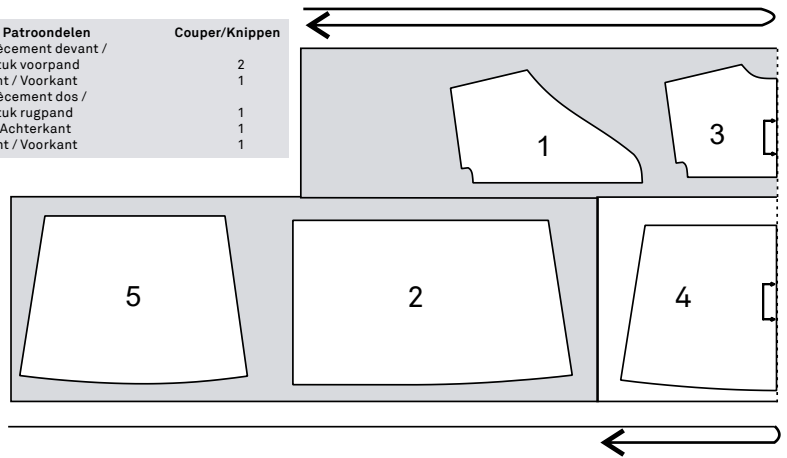 Patroondelen Couper/Knippen
ècement devant /
tuk voorpand 2
nt / Voorkant 1
ècement dos /
tuk rugpand 1
Achterkant 1
nt / Voorkant 1
1
3
5
2
4